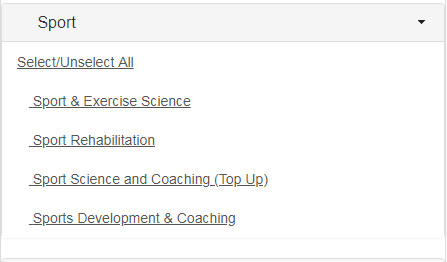 Sport
Select/Unselect All
Sport & Exercise Science
Sport Rehabilitation
Sport Science and Coaching (Top Up)
Sports Development & Coaching